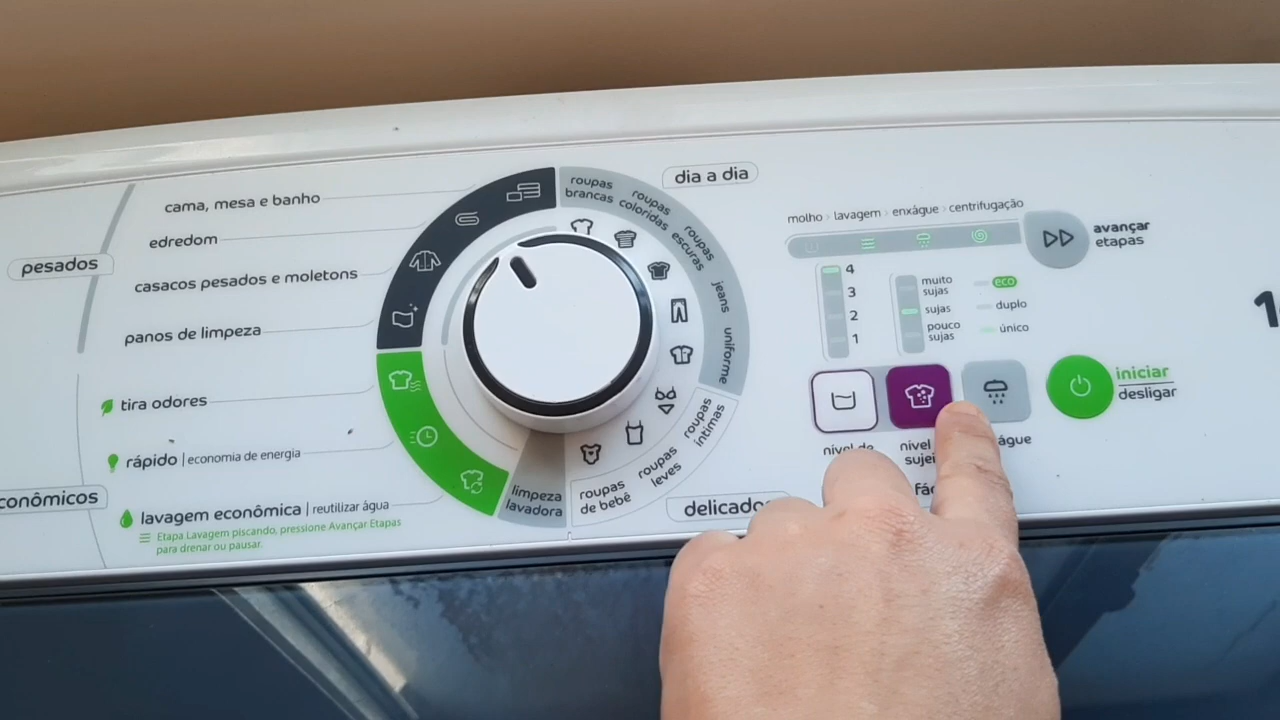 pesados
cama, mesa e banho
edredom
casacos pesados e moletons
panos de limpeza
conômicos
tira odores
rápido | economia de energia
lavagem econômica | reutilizar água
Etapa Lavagem piscando, pressione Avançar Etapas
para drenar ou pausar.
dia a dia
roupas
brancas
roupas
coloridas
roupas
escuras
jeans
uniforme
roupas
íntimas
roupas
leves
roupas
de bebê
limpeza
lavadora
delicados
molho > lavagem > enxágue > centrifugação
avançar
etapas
4
3
2
1
muito
sujas
sujas
pouco
sujas
eco
duplo
único
iniciar
desligar
nível de
nível
sujei
águe
fác
1